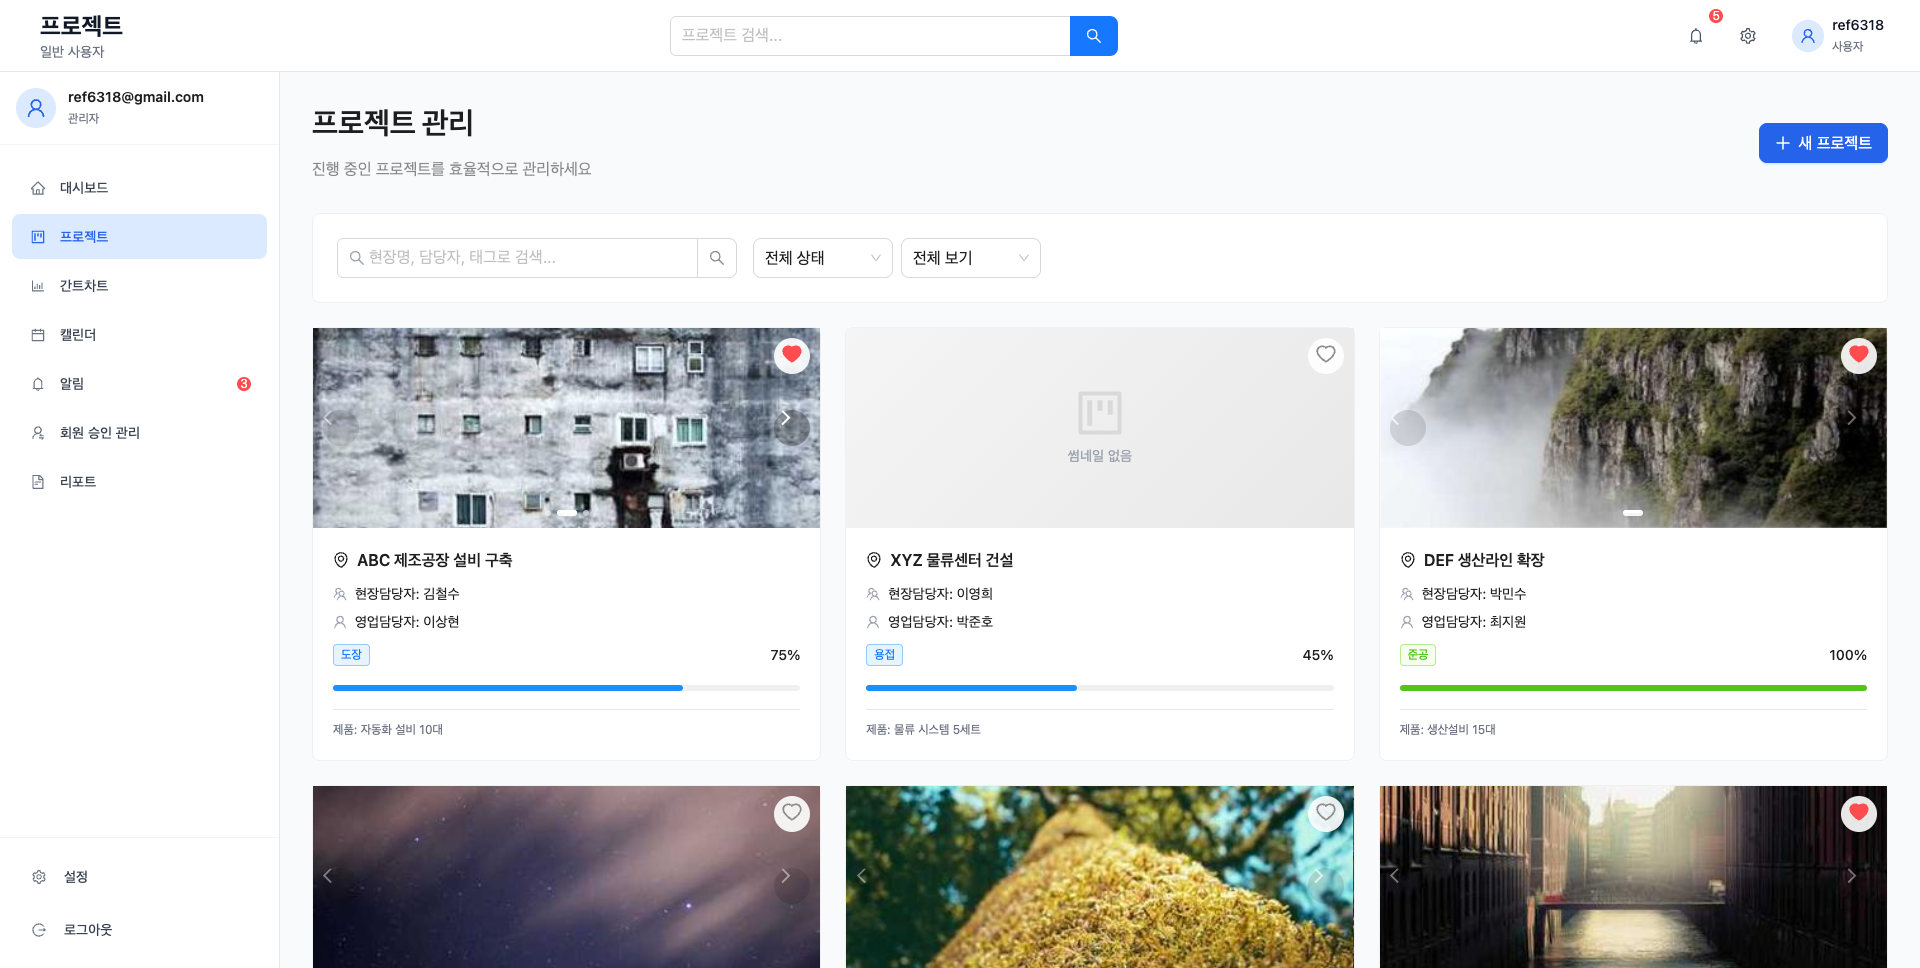 프로젝트
일반 사용자
프로젝트 검색...
5
ref6318
사용자
ref6318@gmail.com
관리자
대시보드
프로젝트
간트차트
캘린더
알림
3
회원 승인 관리
리포트
설정
로그아웃
프로젝트 관리
진행 중인 프로젝트를 효율적으로 관리하세요
새 프로젝트
현장명, 담당자, 태그로 검색...
전체 상태
전체 보기
ABC 제조공장 설비 구축
현장담당자: 김철수
영업담당자: 이상현
도장
75%
제품: 자동화 설비 10대
썸네일 없음
XYZ 물류센터 건설
현장담당자: 이영희
영업담당자: 박준호
용접
45%
제품: 물류 시스템 5세트
DEF 생산라인 확장
현장담당자: 박민수
영업담당자: 최지원
준공
100%
제품: 생산설비 15대